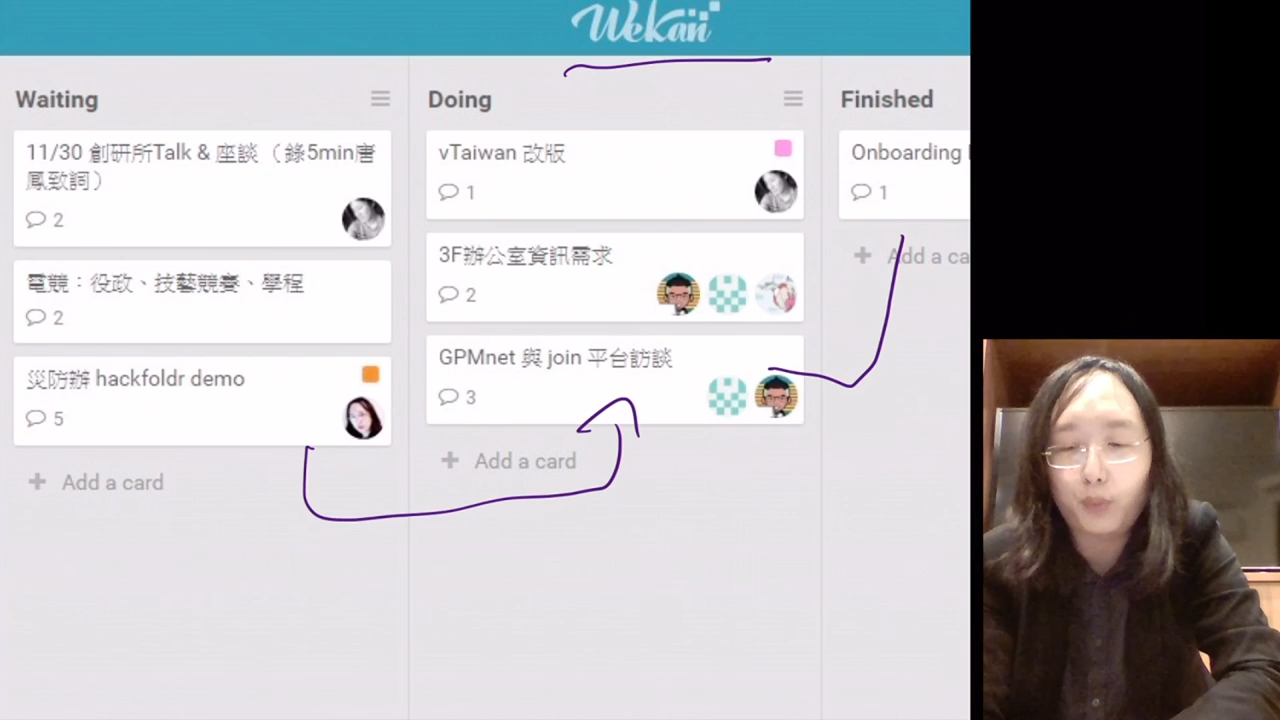 Wekan
Waiting
11/30 創研所Talk & 座談（錄5min唐
鳳致詞）
2
電競：役政、技藝競賽、學程
2
災防辦 hackfoldr demo
5
Add a card
Doing
vTaiwan 改版
1
3F辦公室資訊需求
2
GPMnet 與 join 平台訪談
3
Add a card
Finished
Onboarding
1
Add a ca